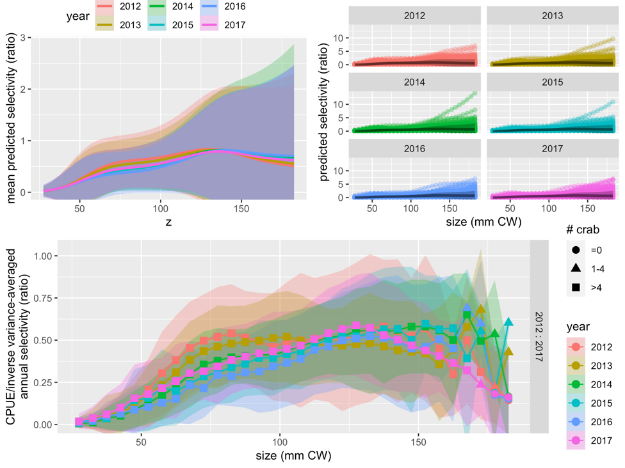 year
2012 2014 2016
2013 2015 2017
mean predicted selectivity (ratio)
3
2
1
0
50 100 150
z
predicted selectivity (ratio)
2012 2013
10
5
0
2014 2015
10
5
0
2016 2017
10
5
0
50 100 150 50 100 150
size (mm CW)
CPUE/inverse variance-averaged
annual selectivity (ratio)
1.00
0.75
0.50
0.25
0.00
50 100 150
size (mm CW)
2012 : 2017
# crab
=0
1-4
>4
year
2012
2013
2014
2015
2016
2017